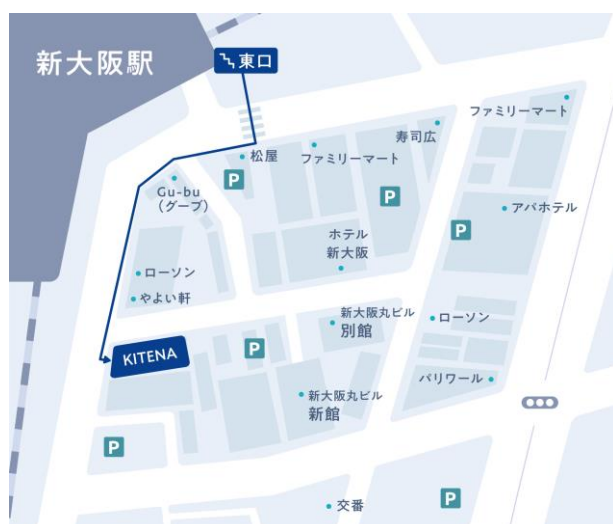 新大阪駅
東口
ファミリーマート
寿司広
松屋
ファミリーマート
P
Gu-bu
(グーブ)
P
アパホテル
P
ホテル
新大阪
ローソン
やよい軒
新大阪丸ビル
別館
ローソン
KITENA
P
パリワール
新大阪丸ビル
新館
P
交番
P